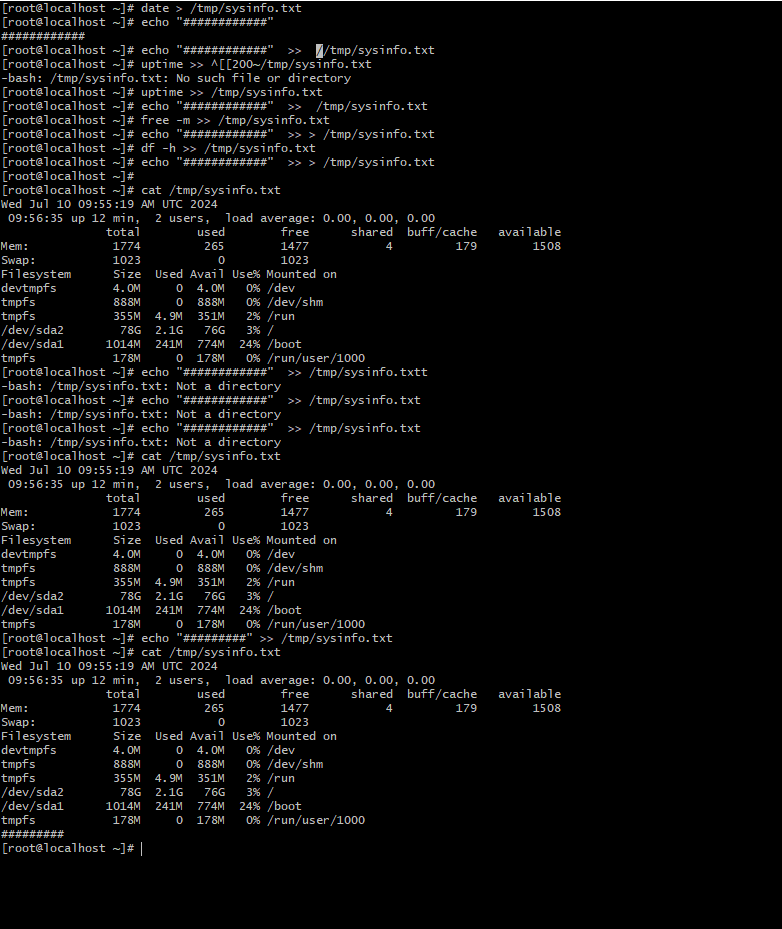 [root@localhost ~]# date > /tmp/sysinfo.txt
[root@localhost ~]# echo "############"
############
[root@localhost ~]# echo "############"  >>  //tmp/sysinfo.txt
[root@localhost ~]# uptime >> ^[[200~/tmp/sysinfo.txt
-bash: /tmp/sysinfo.txt: No such file or directory
[root@localhost ~]# uptime >> /tmp/sysinfo.txt
[root@localhost ~]# echo "############"  >>  /tmp/sysinfo.txt
[root@localhost ~]# free -m >> /tmp/sysinfo.txt
[root@localhost ~]# echo "############"  >> > /tmp/sysinfo.txt
[root@localhost ~]# df -h >> /tmp/sysinfo.txt
[root@localhost ~]# echo "############"  >> > /tmp/sysinfo.txt
[root@localhost ~]#
[root@localhost ~]# cat /tmp/sysinfo.txt
Wed Jul 10 09:55:19 AM UTC 2024
 09:56:35 up 12 min,  2 users,  load average: 0.00, 0.00, 0.00
               total        used        free      shared  buff/cache   available
Mem:            1774         265        1477           4         179        1508
Swap:           1023           0        1023
Filesystem      Size  Used Avail Use% Mounted on
devtmpfs        4.0M     0  4.0M   0% /dev
tmpfs           888M     0  888M   0% /dev/shm
tmpfs           355M  4.9M  351M   2% /run
/dev/sda2        78G  2.1G   76G   3% /
/dev/sda1      1014M  241M  774M  24% /boot
tmpfs           178M     0  178M   0% /run/user/1000
[root@localhost ~]# echo "############"  >> /tmp/sysinfo.txtt
-bash: /tmp/sysinfo.txt: Not a directory
[root@localhost ~]# echo "############"  >> /tmp/sysinfo.txt
-bash: /tmp/sysinfo.txt: Not a directory
[root@localhost ~]# echo "############"  >> /tmp/sysinfo.txt
-bash: /tmp/sysinfo.txt: Not a directory
[root@localhost ~]# cat /tmp/sysinfo.txt
Wed Jul 10 09:55:19 AM UTC 2024
 09:56:35 up 12 min,  2 users,  load average: 0.00, 0.00, 0.00
               total        used        free      shared  buff/cache   available
Mem:            1774         265        1477           4         179        1508
Swap:           1023           0        1023
Filesystem      Size  Used Avail Use% Mounted on
devtmpfs        4.0M     0  4.0M   0% /dev
tmpfs           888M     0  888M   0% /dev/shm
tmpfs           355M  4.9M  351M   2% /run
/dev/sda2        78G  2.1G   76G   3% /
/dev/sda1      1014M  241M  774M  24% /boot
tmpfs           178M     0  178M   0% /run/user/1000
[root@localhost ~]# echo "#########" >> /tmp/sysinfo.txt
[root@localhost ~]# cat /tmp/sysinfo.txt
Wed Jul 10 09:55:19 AM UTC 2024
 09:56:35 up 12 min,  2 users,  load average: 0.00, 0.00, 0.00
               total        used        free      shared  buff/cache   available
Mem:            1774         265        1477           4         179        1508
Swap:           1023           0        1023
Filesystem      Size  Used Avail Use% Mounted on
devtmpfs        4.0M     0  4.0M   0% /dev
tmpfs           888M     0  888M   0% /dev/shm
tmpfs           355M  4.9M  351M   2% /run
/dev/sda2        78G  2.1G   76G   3% /
/dev/sda1      1014M  241M  774M  24% /boot
tmpfs           178M     0  178M   0% /run/user/1000
#########
[root@localhost ~]#